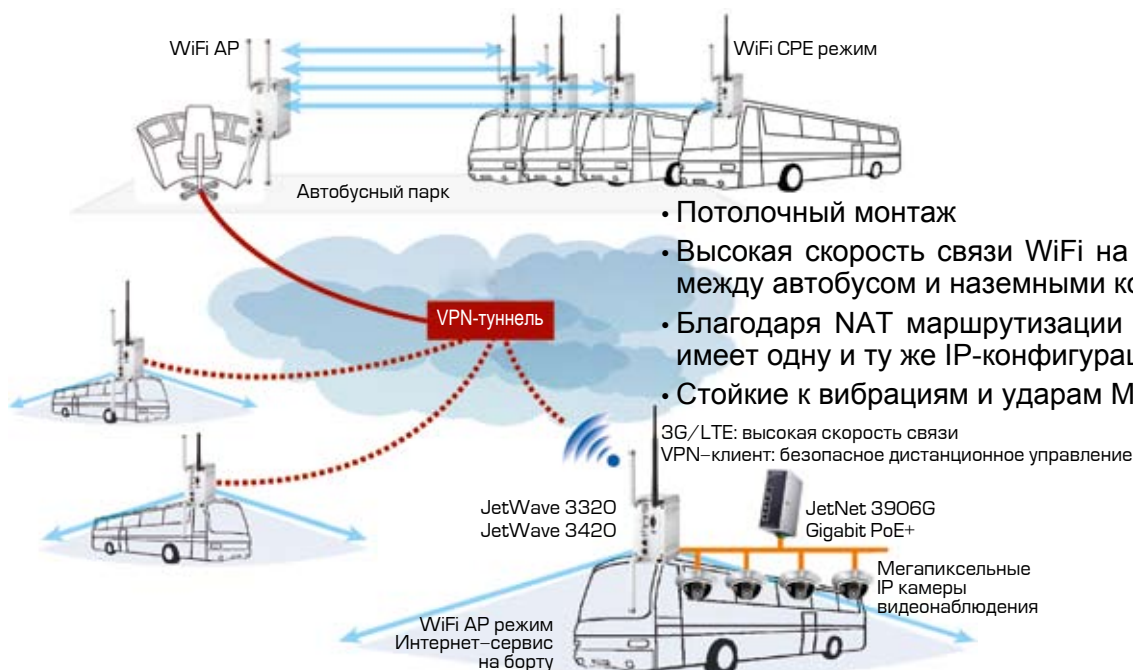 WiFi AP
WiFi CPE режим
Автобусный парк
• Потолочный монтаж
• Высокая скорость связи WiFi на
между автобусом и наземными
• Благодаря NAT маршрутизации
имеет одну и ту же IP-конфигурац
• Стойкие к вибрациям и ударам
VPN-туннель
3G/LTE: высокая скорость связи
VPN-клиент: безопасное дистанционное управление
JetWave 3320
JetWave 3420
JetNet 3906G
Gigabit PoE+
Мегапиксельные
IP камеры
видеонаблюдения
WiFi AP режим
Интернет-сервис
на борту